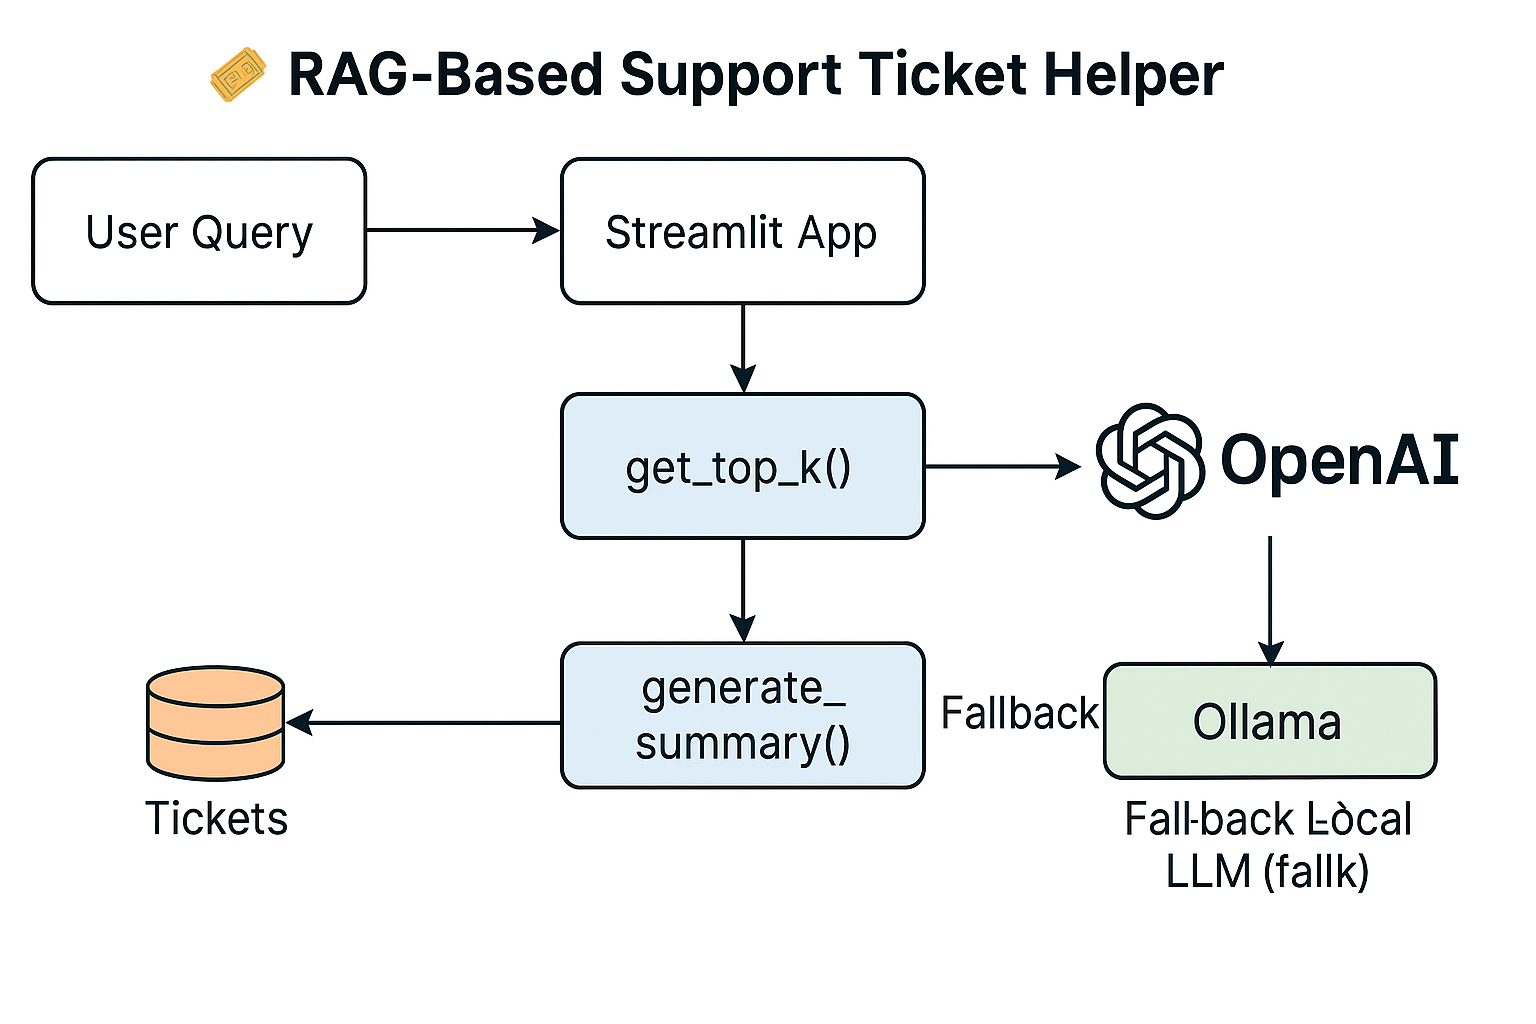 RAG-Based Support Ticket Helper
User Query
Streamlit App
get_top_k()
OpenAI
generate_
summary()
Fallback
Ollama
Tickets
Fall-back Ŀòcal
LLM (fallk)